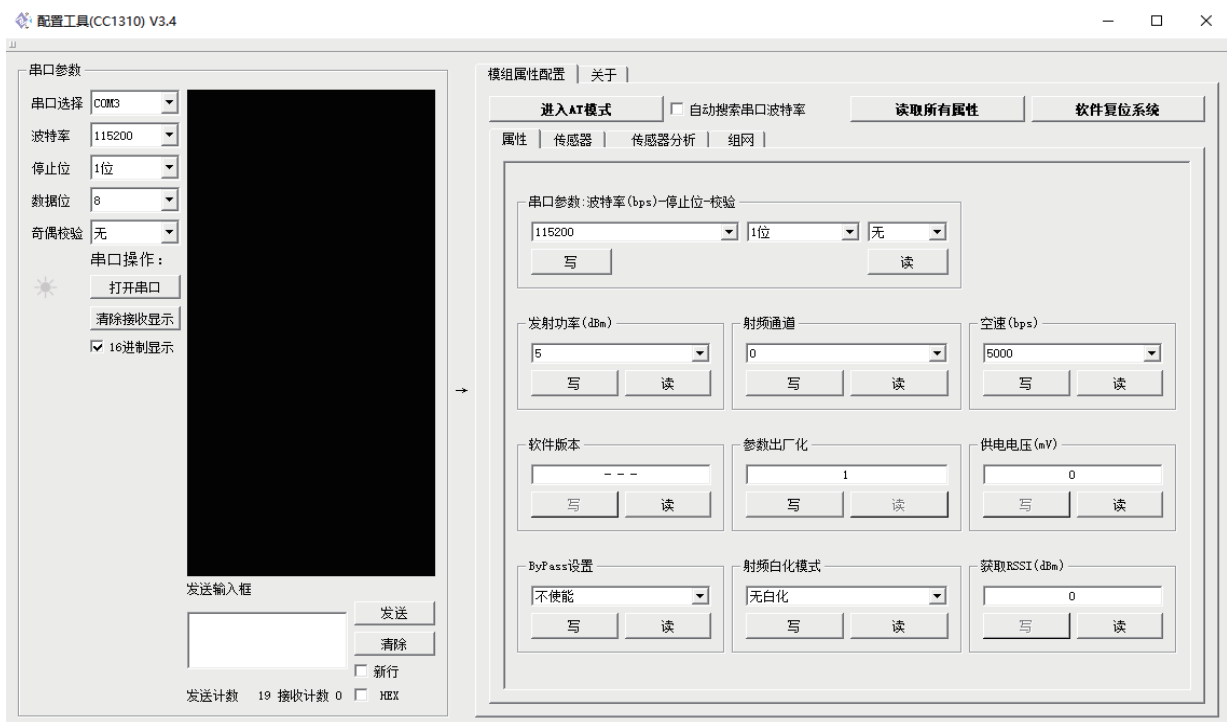 配置工具(CC1310) V3.4
串口参数
串口选择 COM3
波特率 115200
停止位 1位
数据位 8
奇偶校验 无
串口操作:
打开串口
清除接收显示
16进制显示
发送输入框
发送
清除
新行
发送计数 19 接收计数 0 HEX
→
模组属性配置 关于
进入AT模式 自动搜索串口波特率 读取所有属性 软件复位系统
属性 传感器 传感器分析 组网
串口参数:波特率(bps)-停止位-校验
115200 1位 无
写 读
发射功率(dBm) 射频通道 空速(bps)
5 0 5000
写 读 写 读 写 读
软件版本 参数出厂化 供电电压(mV)
--- 1 0
写 读 写 读 写 读
ByPass设置 射频白化模式 获取RSSI(dBm)
不使能 无白化 0
写 读 写 读 写 读